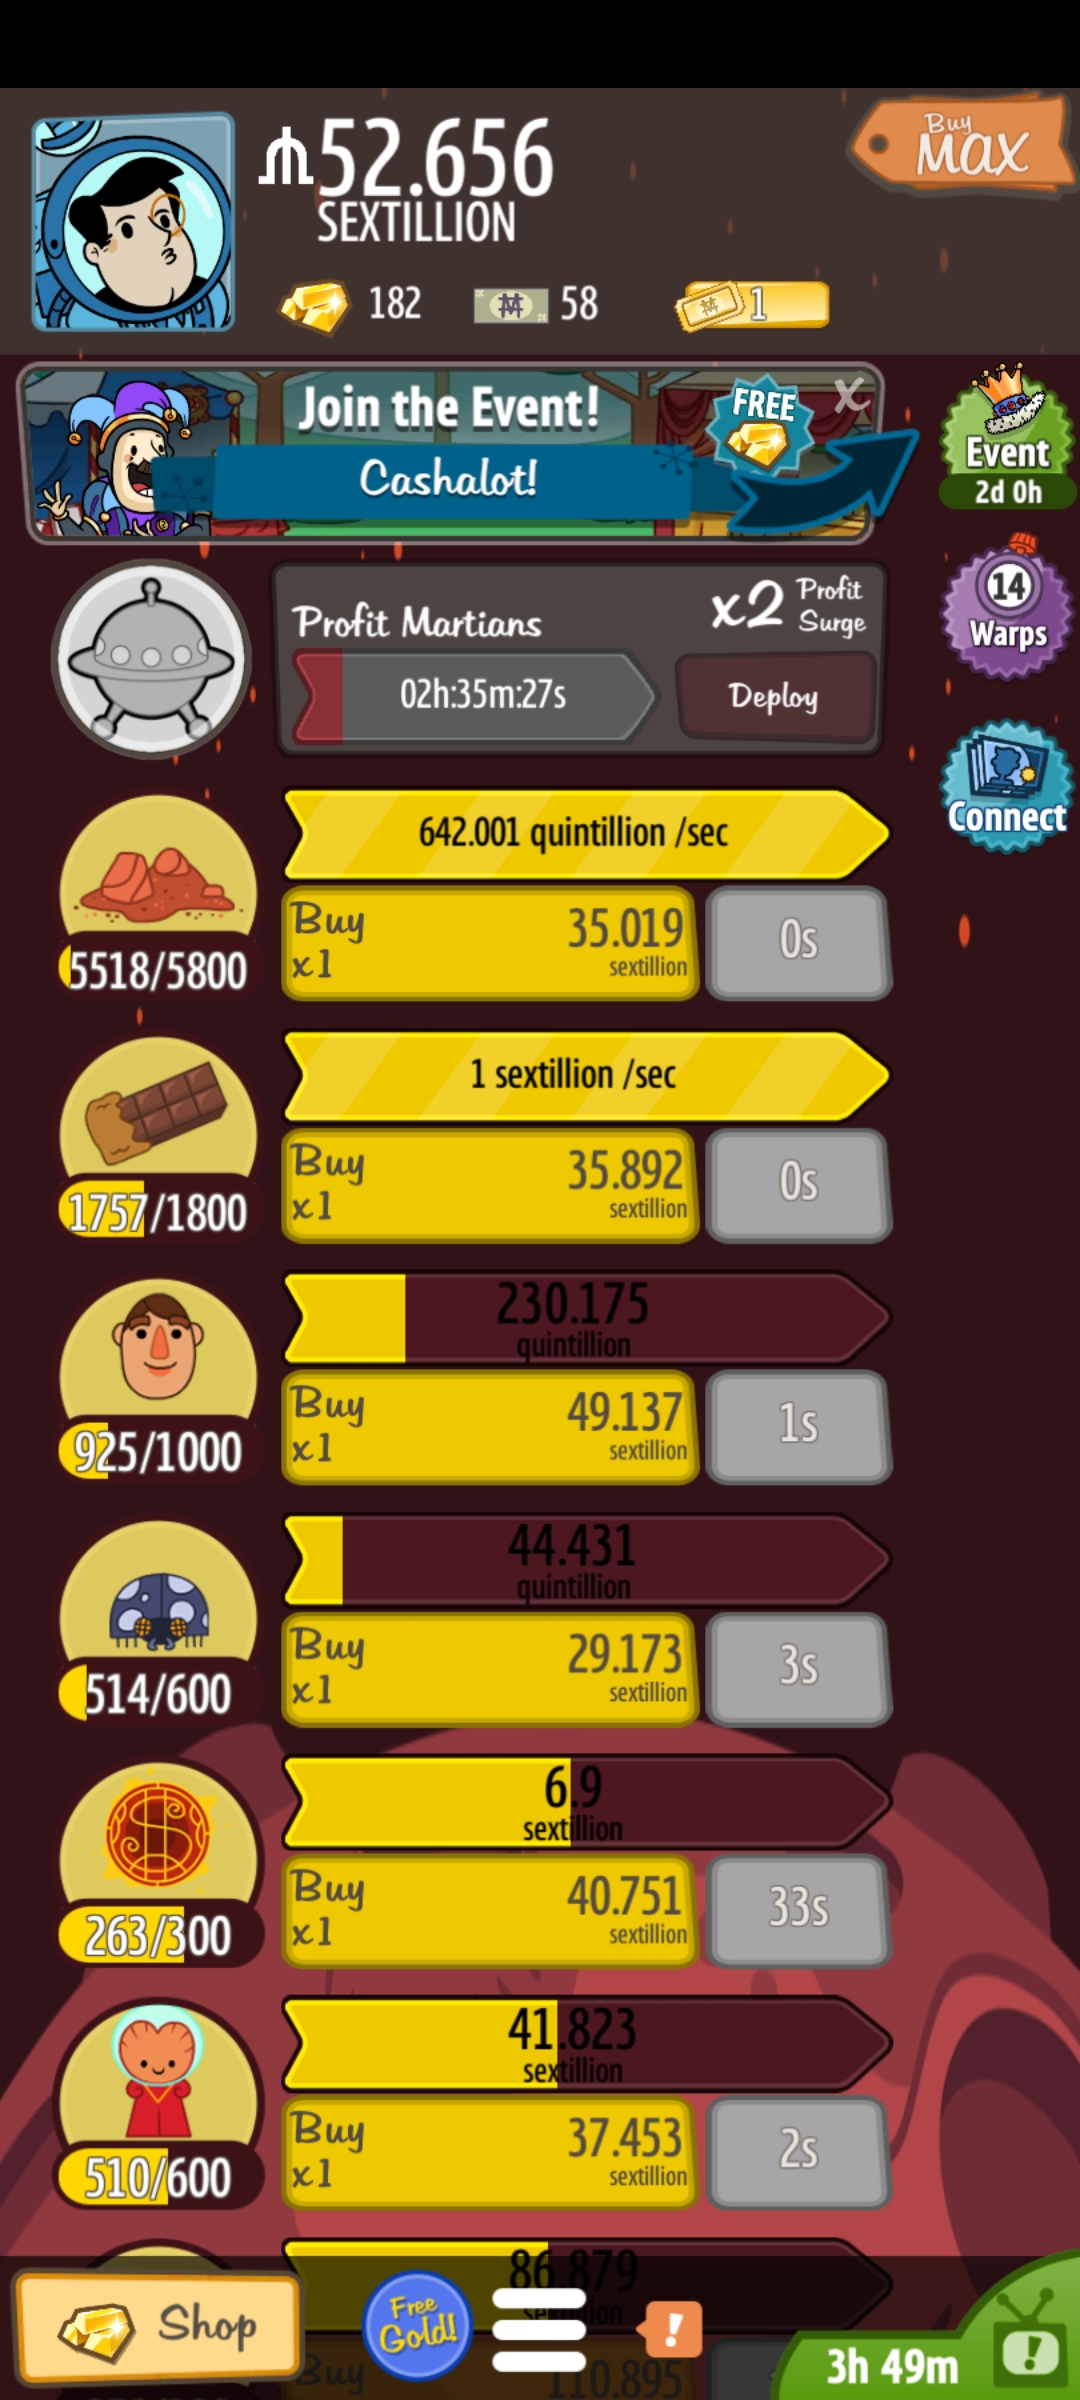 52.656
SEXTILLION
Buy
MAX
182
58
1
Join the Event!
FREE
X
Cashalot!
Event
2d 0h
Profit Martians
x2 Profit Surge
02h:35m:27s
Deploy
14
Warps
Connect
642.001 quintillion /sec
Buy
x1
35.019
sextillion
0s
5518/5800
1 sextillion /sec
Buy
x1
35.892
sextillion
0s
1757/1800
230.175
quintillion
Buy
x1
49.137
sextillion
1s
925/1000
44.431
quintillion
Buy
x1
29.173
sextillion
3s
514/600
6.9
sextillion
Buy
x1
40.751
sextillion
33s
263/300
41.823
sextillion
Buy
x1
37.453
sextillion
2s
510/600
86.879
Buy
110.895
Shop
Free
Gold!
!
3h 49m
!